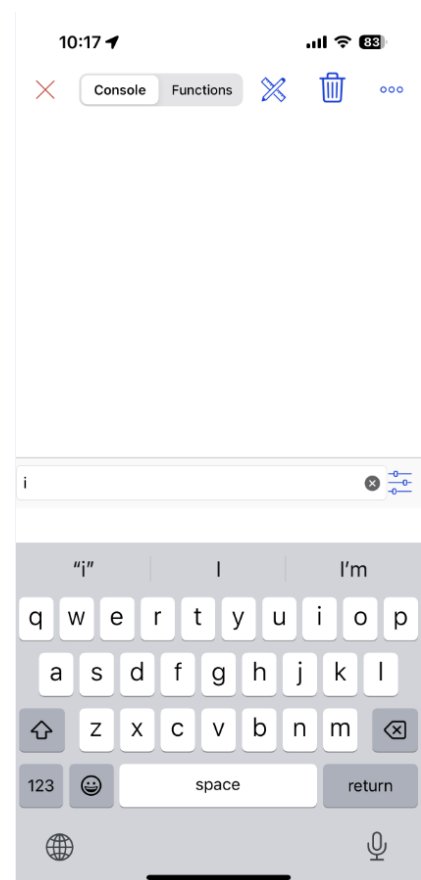 10:17
83
Console Functions
i
“i” I I’m
q w e r t y u i o p
a s d f g h j k l
z x c v b n m
123 space return